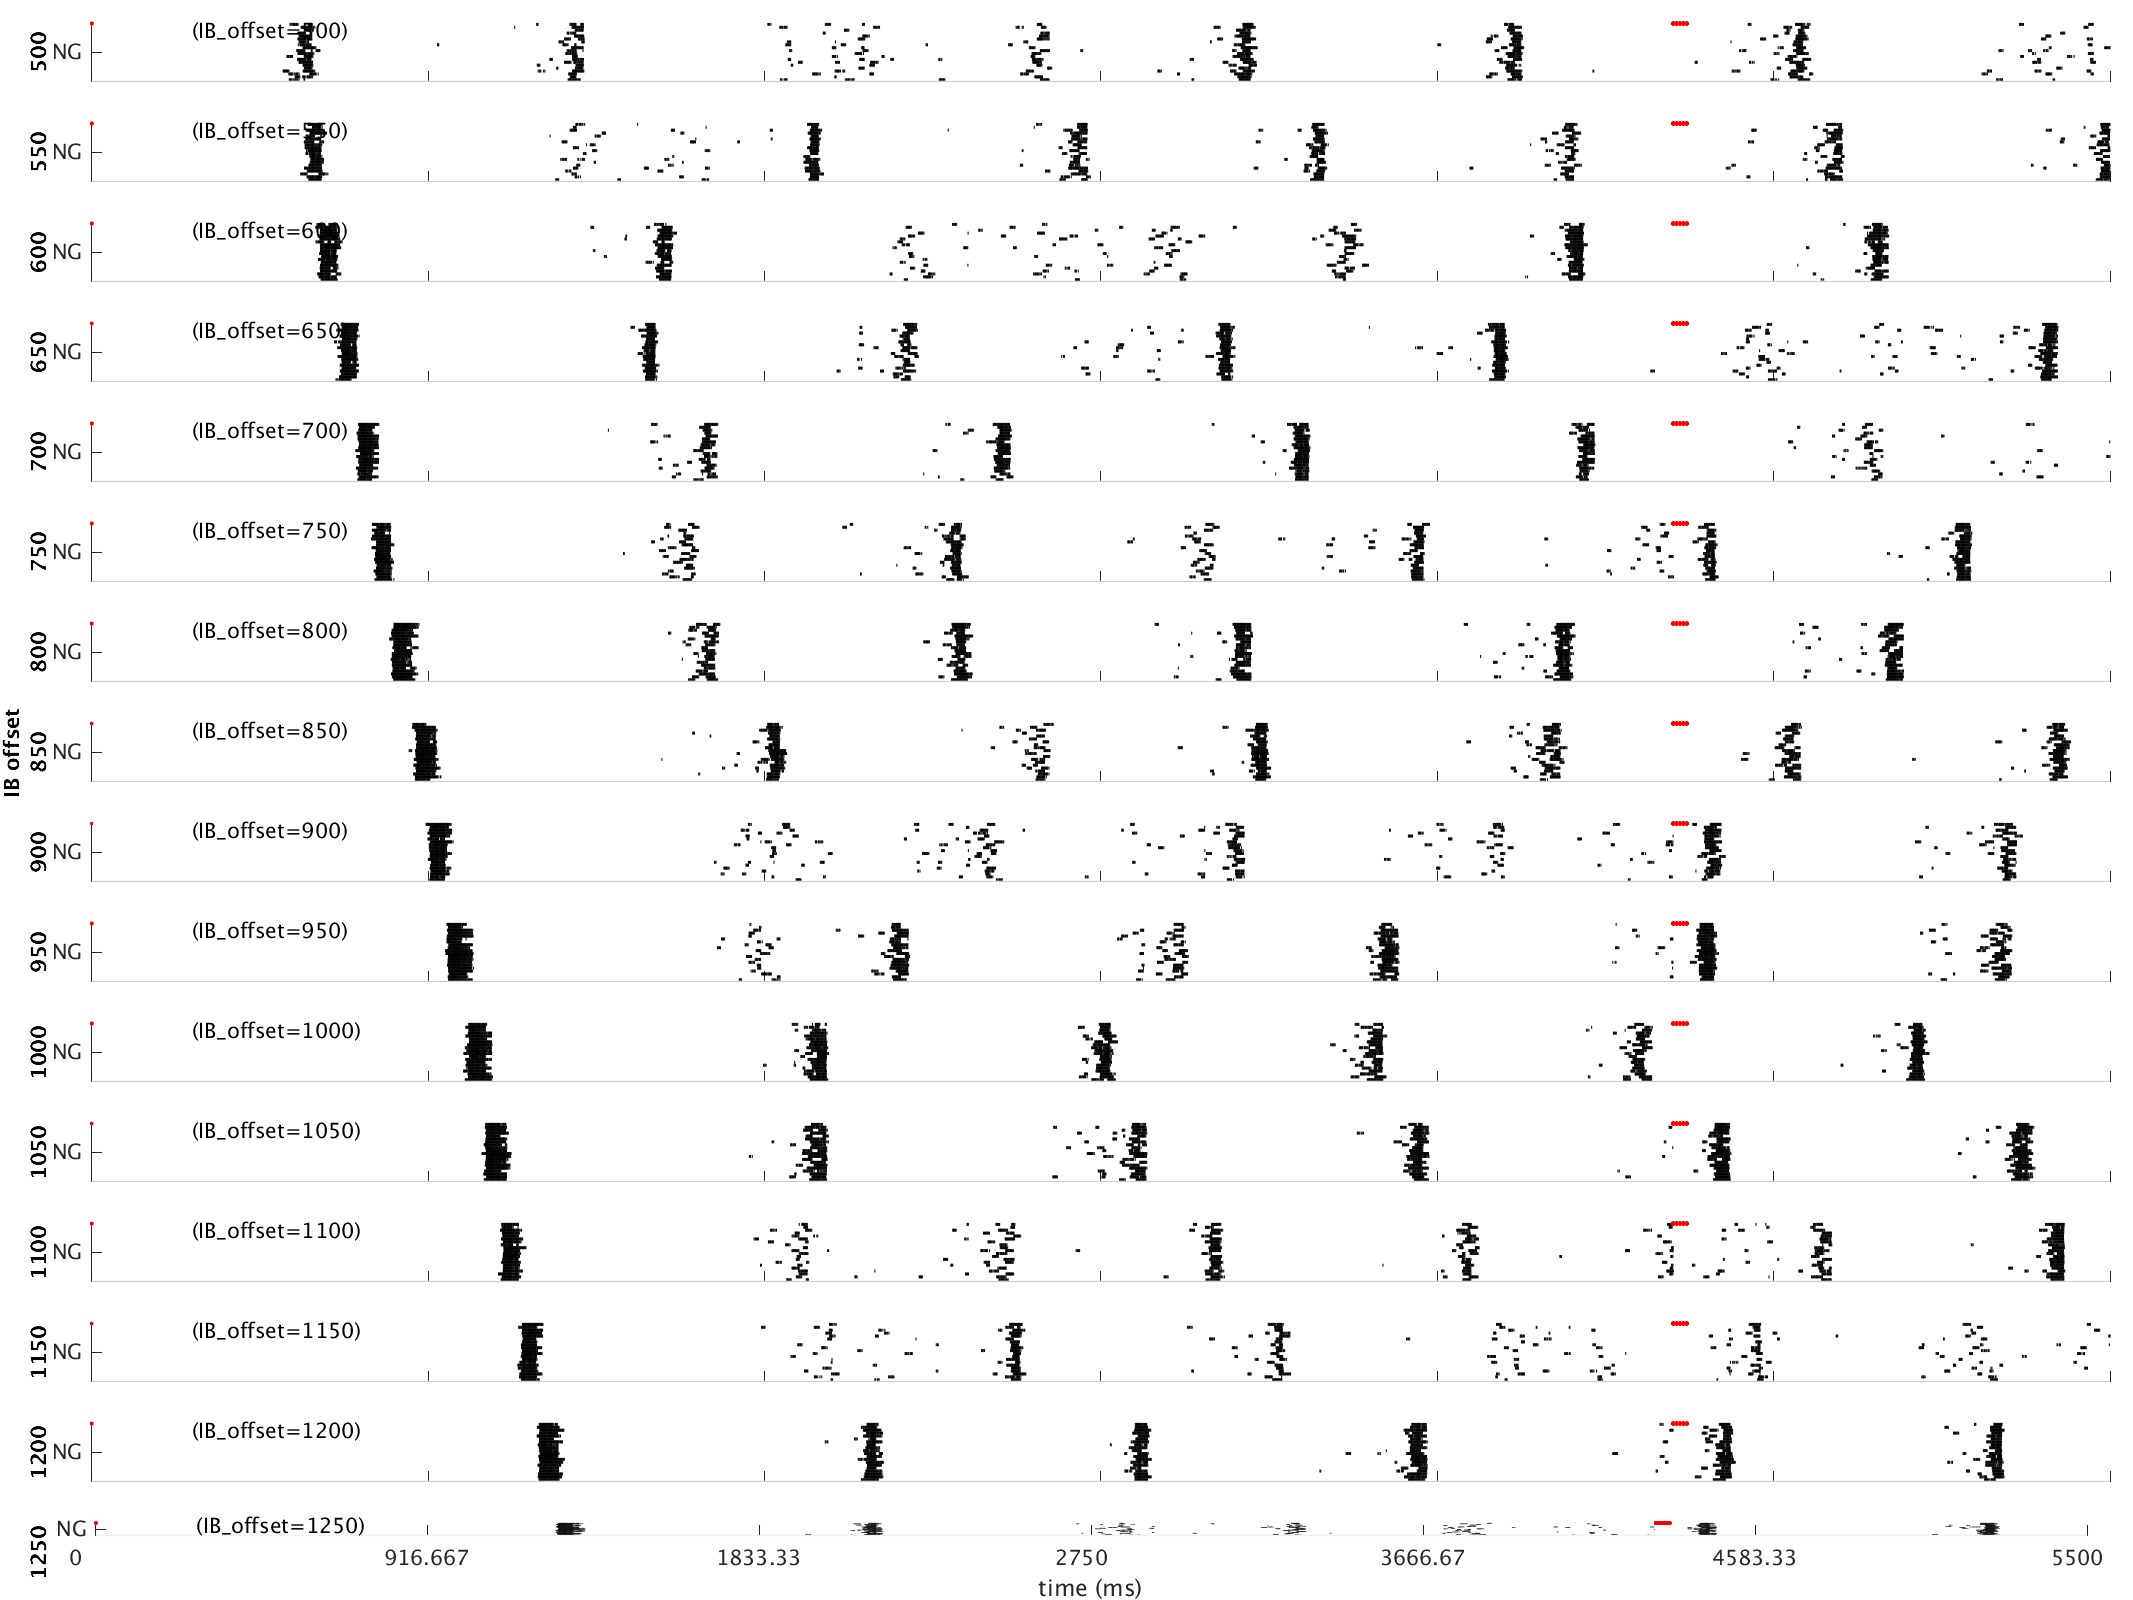 500 NG (IB_offset=500)
550 NG (IB_offset=550)
600 NG (IB_offset=600)
650 NG (IB_offset=650)
700 NG (IB_offset=700)
750 NG (IB_offset=750)
800 NG (IB_offset=800)
IB offset
850 NG (IB_offset=850)
900 NG (IB_offset=900)
950 NG (IB_offset=950)
1000 NG (IB_offset=1000)
1050 NG (IB_offset=1050)
1100 NG (IB_offset=1100)
1150 NG (IB_offset=1150)
1200 NG (IB_offset=1200)
1250 NG (IB_offset=1250)
0 916.667 1833.33 2750 3666.67 4583.33 5500
time (ms)